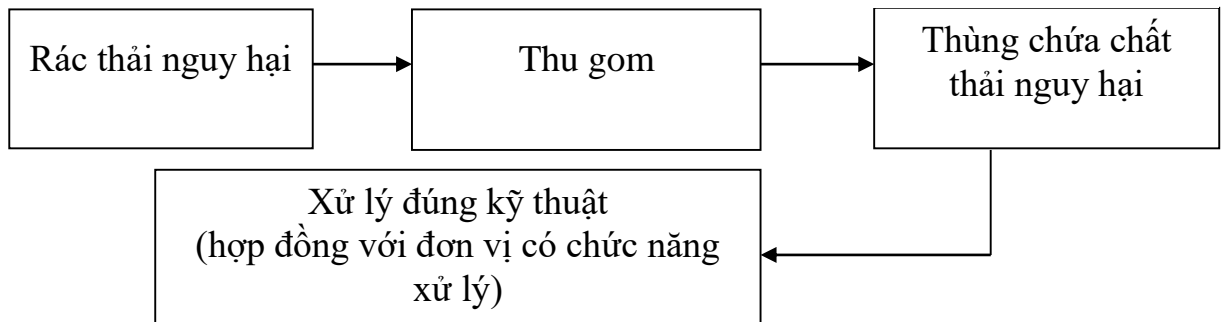 Rác thải nguy hại
Thu gom
Thùng chứa chất
thải nguy hại
Xử lý đúng kỹ thuật
(hợp đồng với đơn vị có chức năng
xử lý)